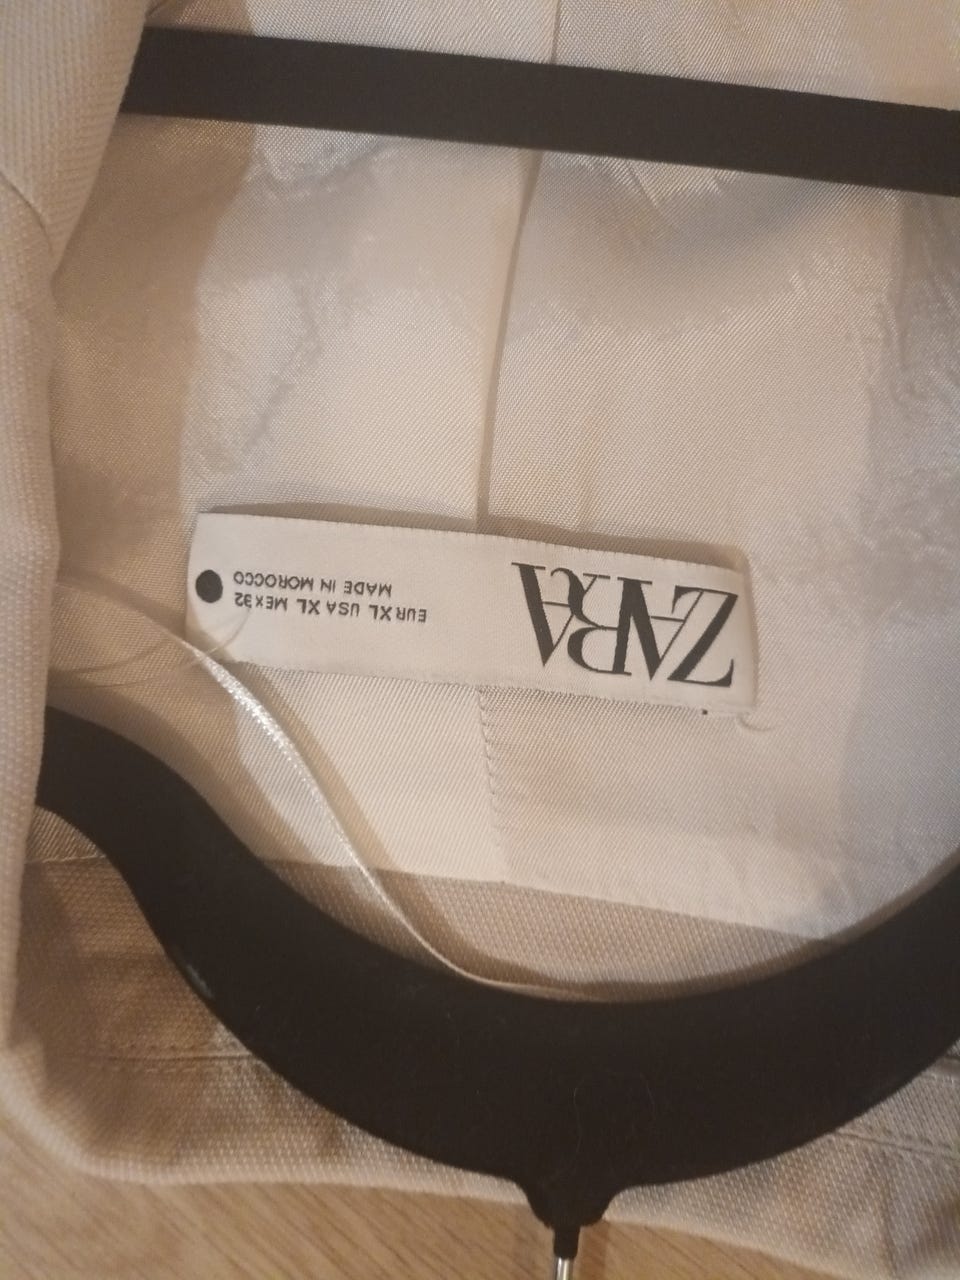 ZARA
EUR XL USA XL MEX 32
MADE IN MOROCCO